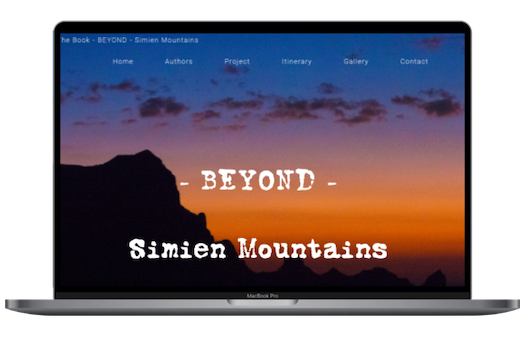 he Book - BEYOND - Simien Mountains
Home Authors Project Itinerary Gallery Contact
- BEYOND -
Simien Mountains
MacBook Pro